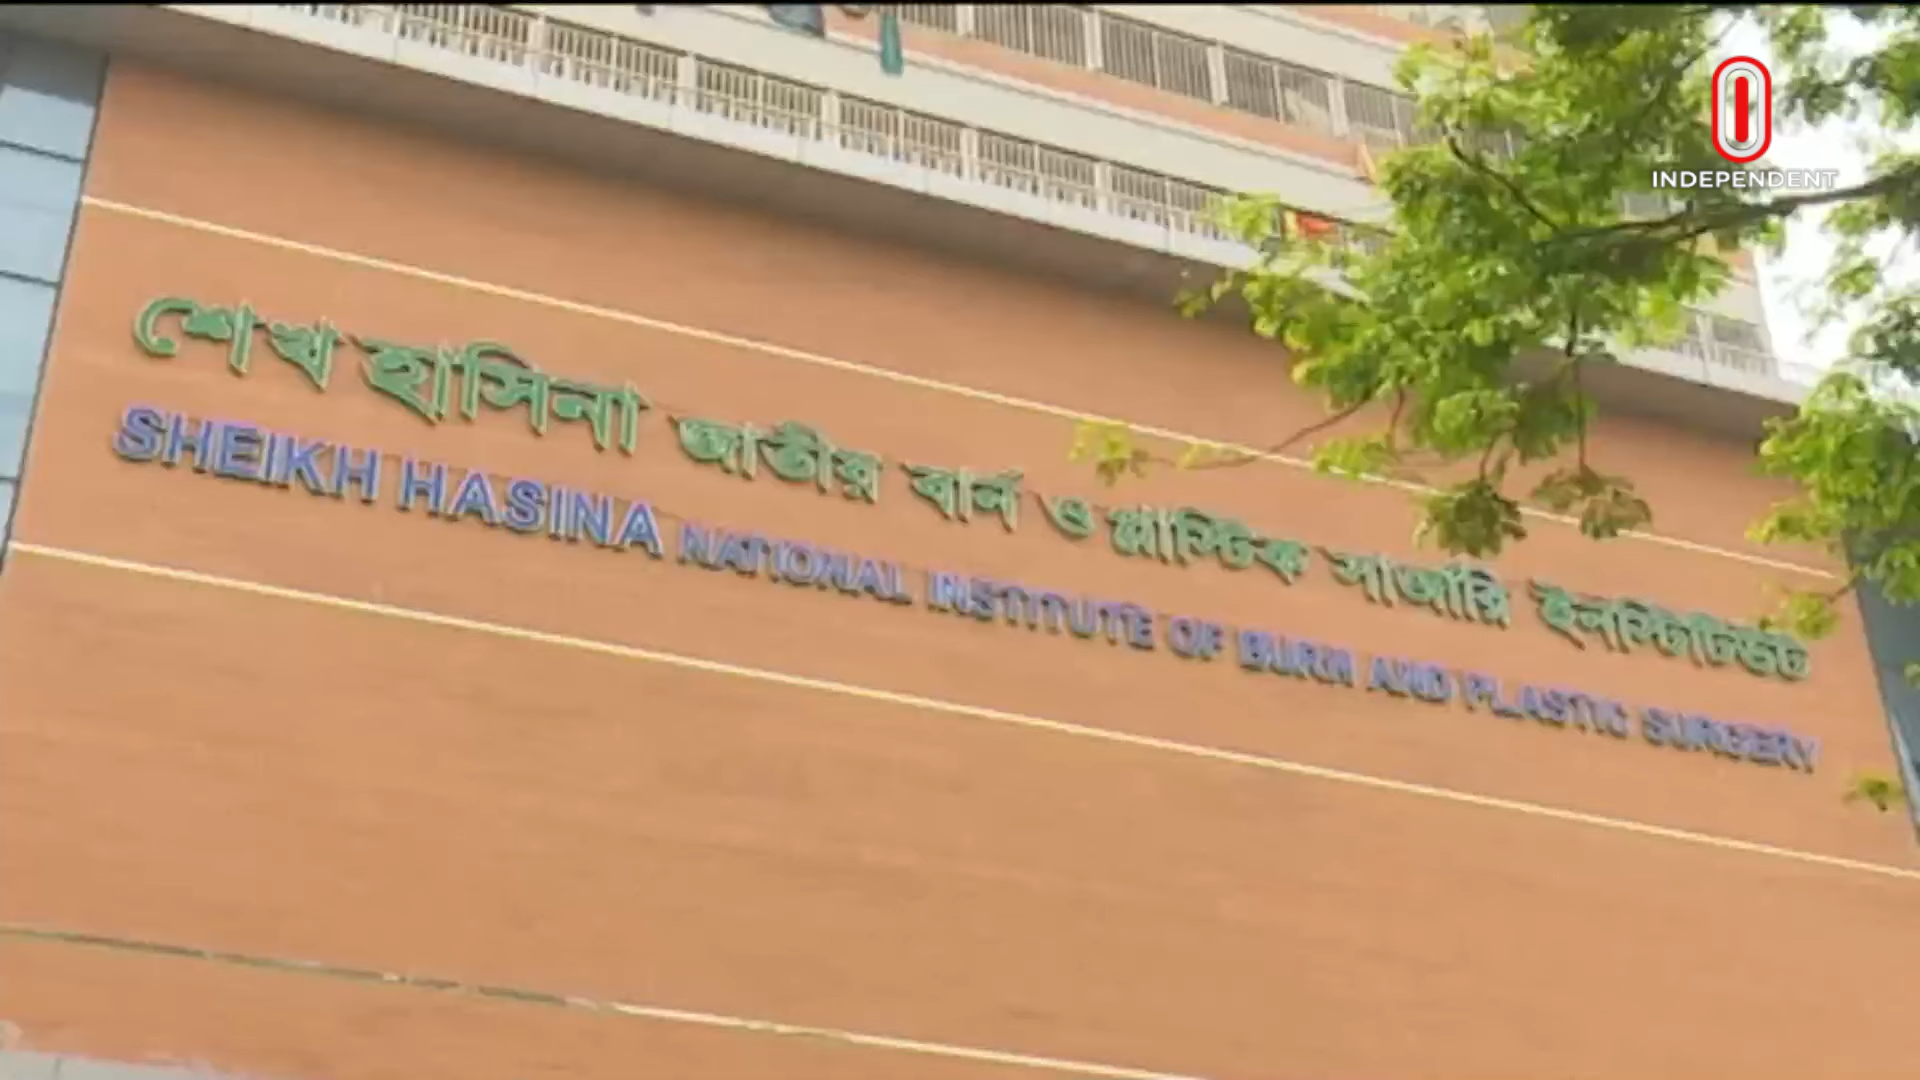 INDEPENDENT
শেখ হাসিনা জাতীয় বার্ন ও প্লাস্টিক সার্জারি ইনস্টিটিউট
SHEIKH HASINA NATIONAL INSTITUTE OF BURN AND PLASTIC SURGERY